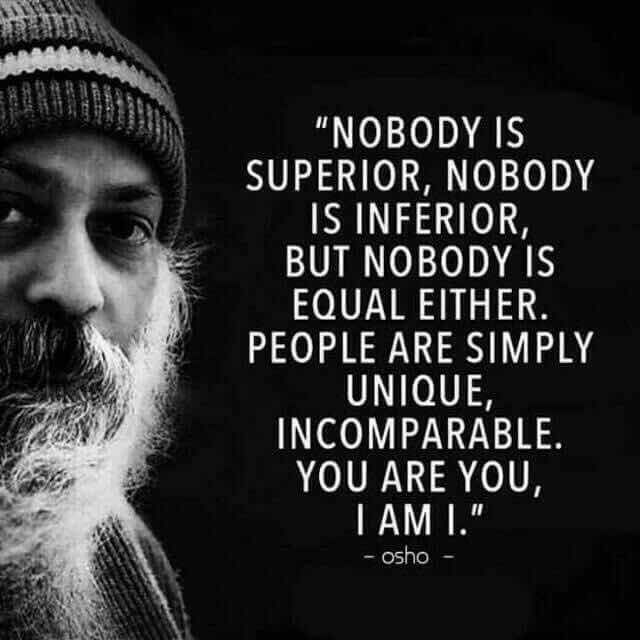 "NOBODY IS
SUPERIOR, NOBODY
IS INFERIOR,
BUT NOBODY IS
EQUAL EITHER.
PEOPLE ARE SIMPLY
UNIQUE,
INCOMPARABLE.
YOU ARE YOU,
I AM I."
- osho -